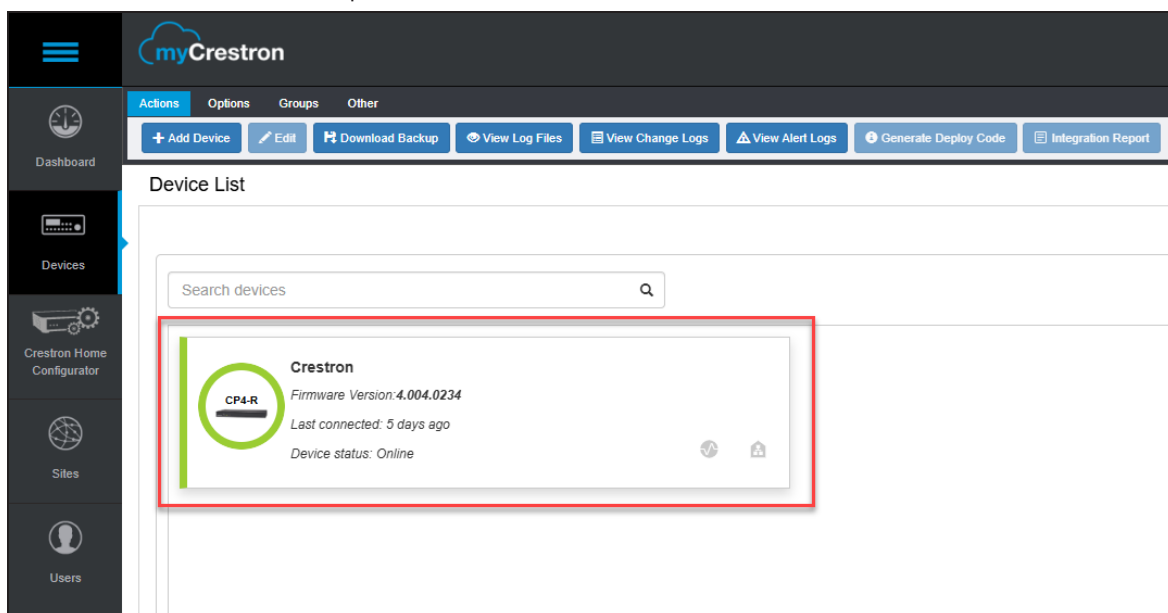 myCrestron
Actions Options Groups Other
+ Add Device Edit Download Backup View Log Files View Change Logs View Alert Logs Generate Deploy Code Integration Report
Dashboard
Device List
Devices
Search devices
Crestron
CP4-R
Firmware Version:4.004.0234
Last connected: 5 days ago
Device status: Online
Crestron Home
Configurator
Sites
Users